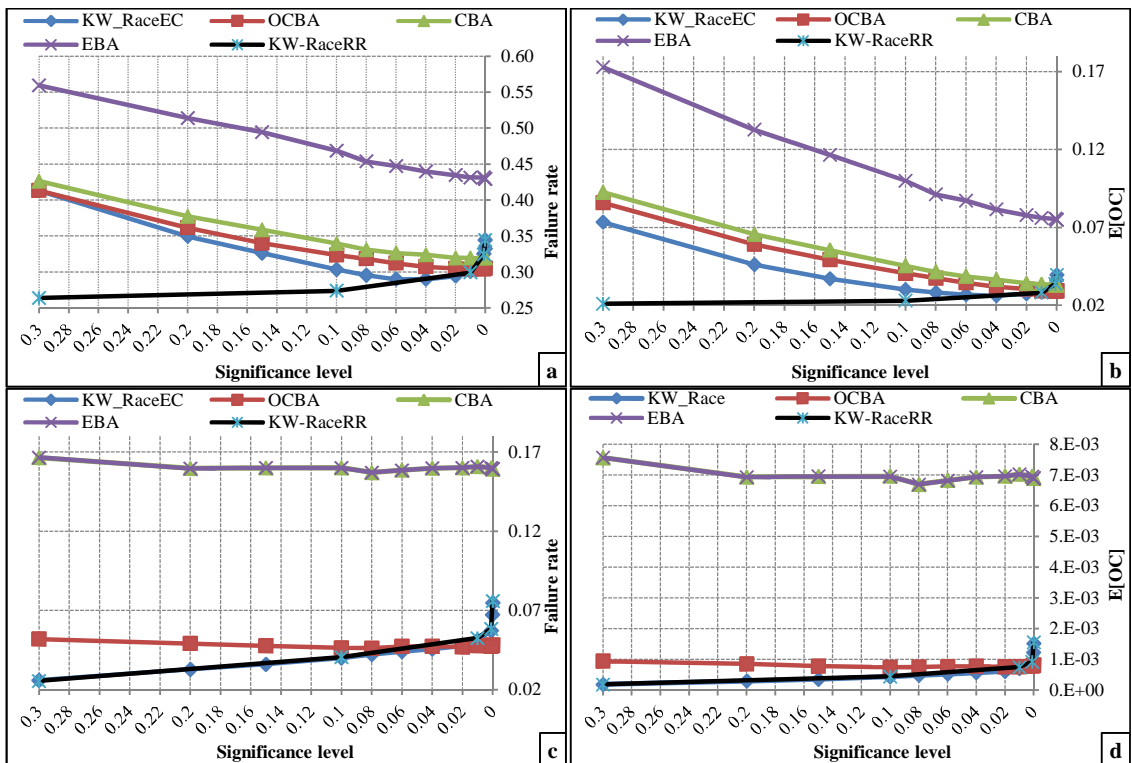 KW_RaceEC OCBA CBA
EBA KW-RaceRR
0.60
0.55
0.50
0.45
0.40
0.35
0.30
0.25
Failure rate
0.3 0.28 0.26 0.24 0.22 0.2 0.18 0.16 0.14 0.12 0.1 0.08 0.06 0.04 0.02 0
Significance level
a
KW_RaceEC OCBA CBA
EBA KW-RaceRR
0.17
0.12
0.07
0.02
E[OC]
0.3 0.28 0.26 0.24 0.22 0.2 0.18 0.16 0.14 0.12 0.1 0.08 0.06 0.04 0.02 0
Significance level
b
KW_RaceEC OCBA CBA
EBA KW-RaceRR
0.17
0.12
0.07
0.02
Failure rate
0.3 0.28 0.26 0.24 0.22 0.2 0.18 0.16 0.14 0.12 0.1 0.08 0.06 0.04 0.02 0
Significance level
c
KW_Race OCBA CBA
EBA KW-RaceRR
8.E-03
7.E-03
6.E-03
5.E-03
4.E-03
3.E-03
2.E-03
1.E-03
0.E+00
E[OC]
0.3 0.28 0.26 0.24 0.22 0.2 0.18 0.16 0.14 0.12 0.1 0.08 0.06 0.04 0.02 0
Significance level
d